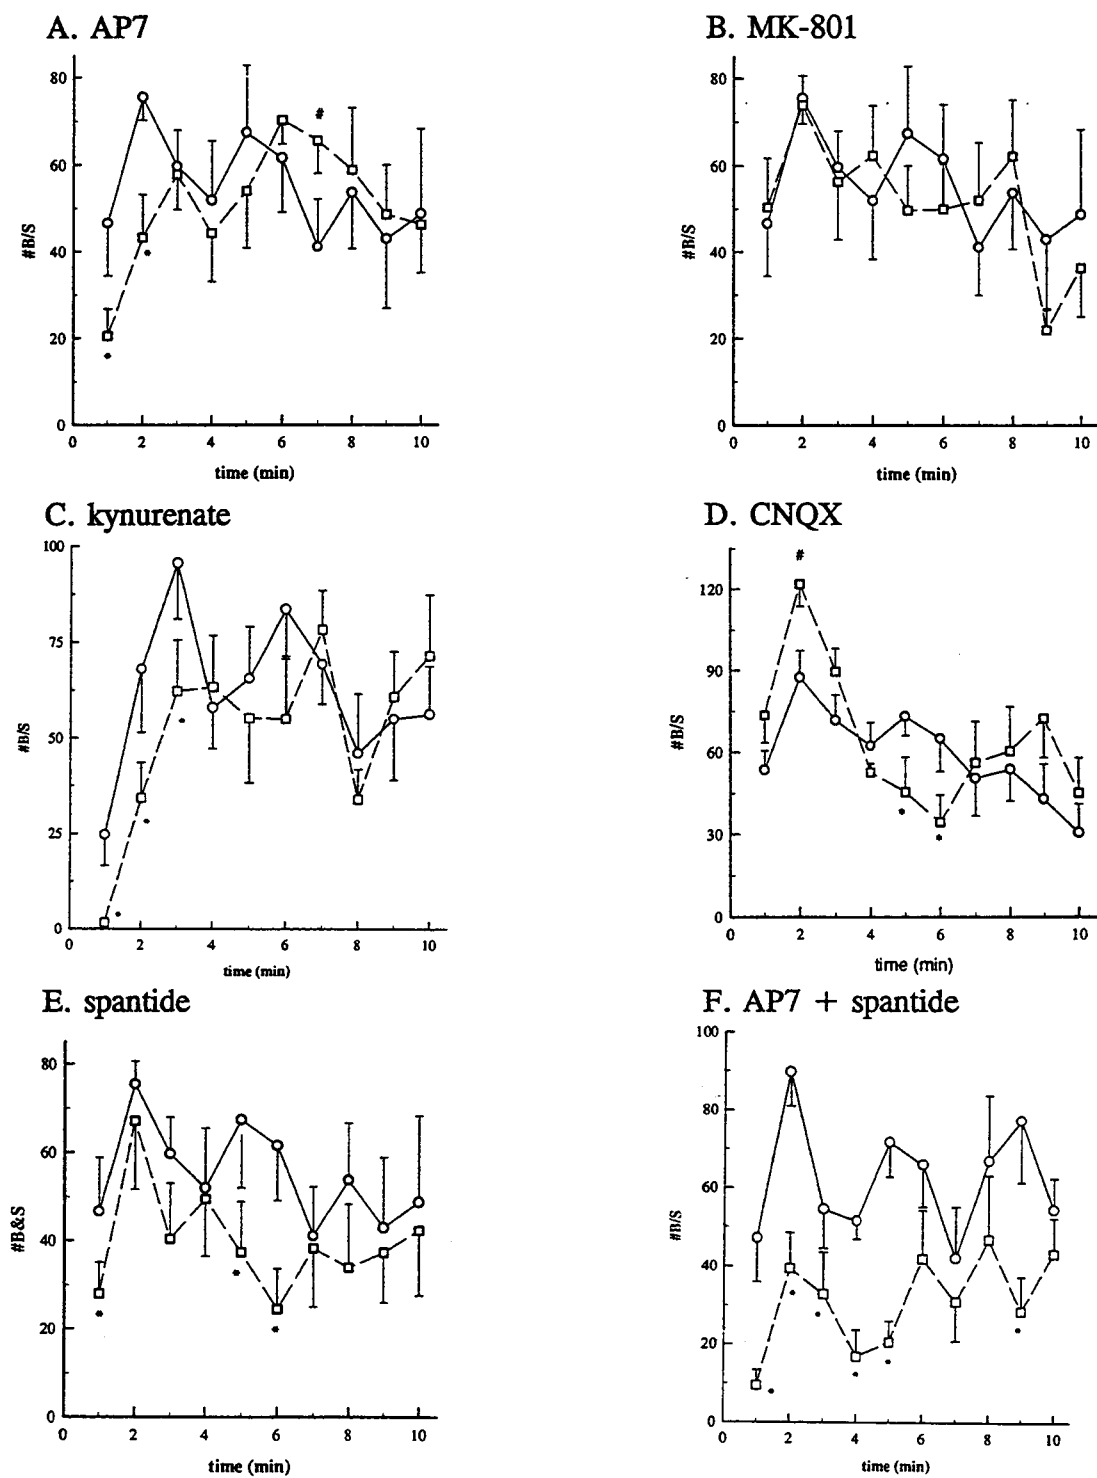 A. AP7
80
60
40
20
0
#B/S
#
*
*
0 2 4 6 8 10
time (min)
B. MK-801
80
60
40
20
0
#B/S
0 2 4 6 8 10
time (min)
C. kynurenate
100
75
50
25
0
#B/S
*
*
*
0 2 4 6 8 10
time (min)
D. CNQX
120
90
60
30
0
#B/S
#
*
*
0 2 4 6 8 10
time (min)
E. spantide
80
60
40
20
0
#B&S
*
*
*
0 2 4 6 8 10
time (min)
F. AP7 + spantide
100
80
60
40
20
0
#B/S
*
*
*
*
*
*
0 2 4 6 8 10
time (min)